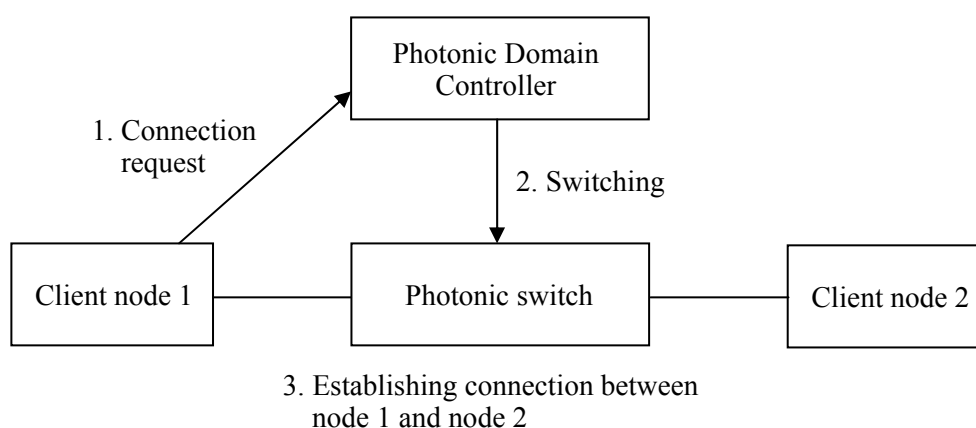 Photonic Domain
Controller
1. Connection
request
2. Switching
Client node 1
Photonic switch
Client node 2
3. Establishing connection between
node 1 and node 2